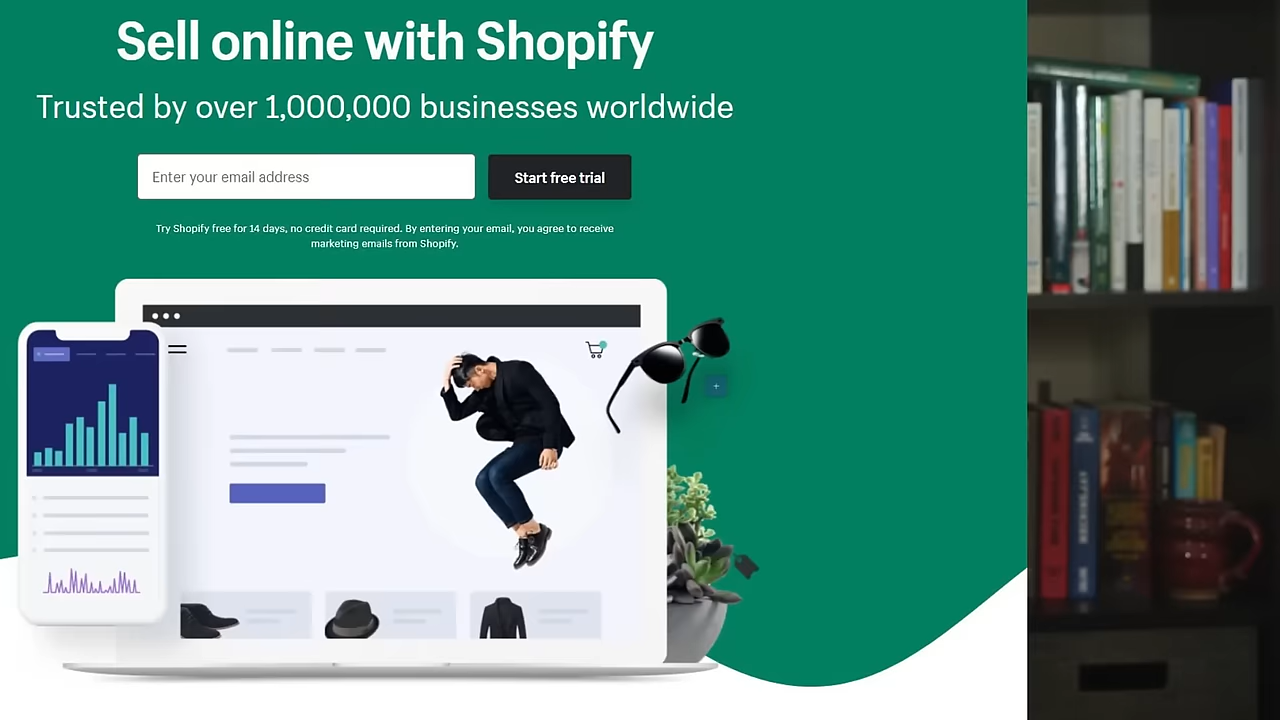 Sell online with Shopify
Trusted by over 1,000,000 businesses worldwide
Enter your email address
Start free trial
Try Shopify free for 14 days, no credit card required. By entering your email, you agree to receive
marketing emails from Shopify.